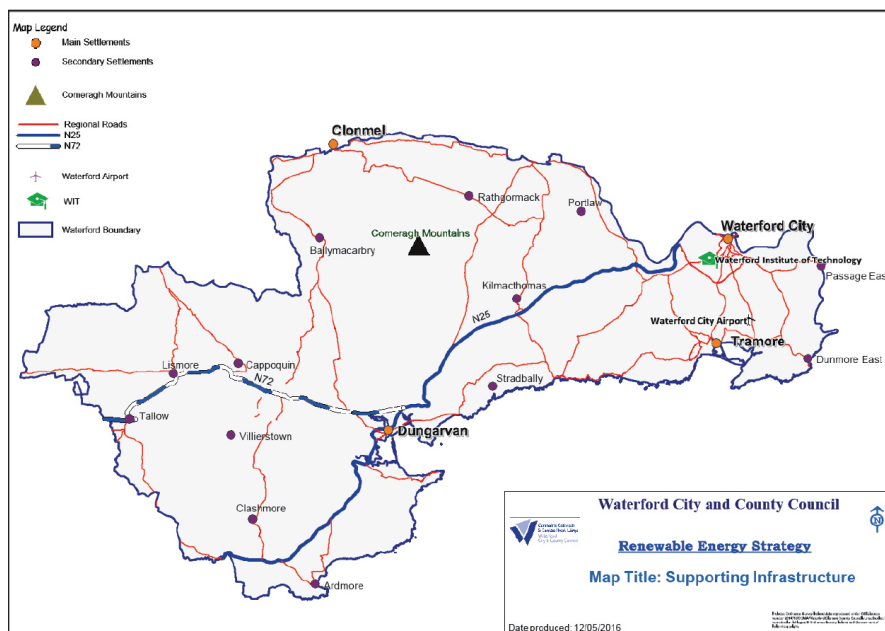 Map Legend
Main Settlements
Secondary Settlements
Comeragh Mountains
Regional Roads
N25
N72
Waterford Airport
WIT
Waterford Boundary
Clonmel
Rathgormack
Portlaw
Comeragh Mountains
Ballymacarbry
Waterford City
Waterford Institute of Technology
Passage East
Kilmacthomas
N25
Waterford City Airport
Tramore
Dunmore East
Lismore
Cappoquin
N72
Stradbally
Tallow
Dungarvan
Villierstown
Clashmore
Ardmore
Waterford City and County Council
Renewable Energy Strategy
Map Title: Supporting Infrastructure
N
Date produced: 12/05/2016